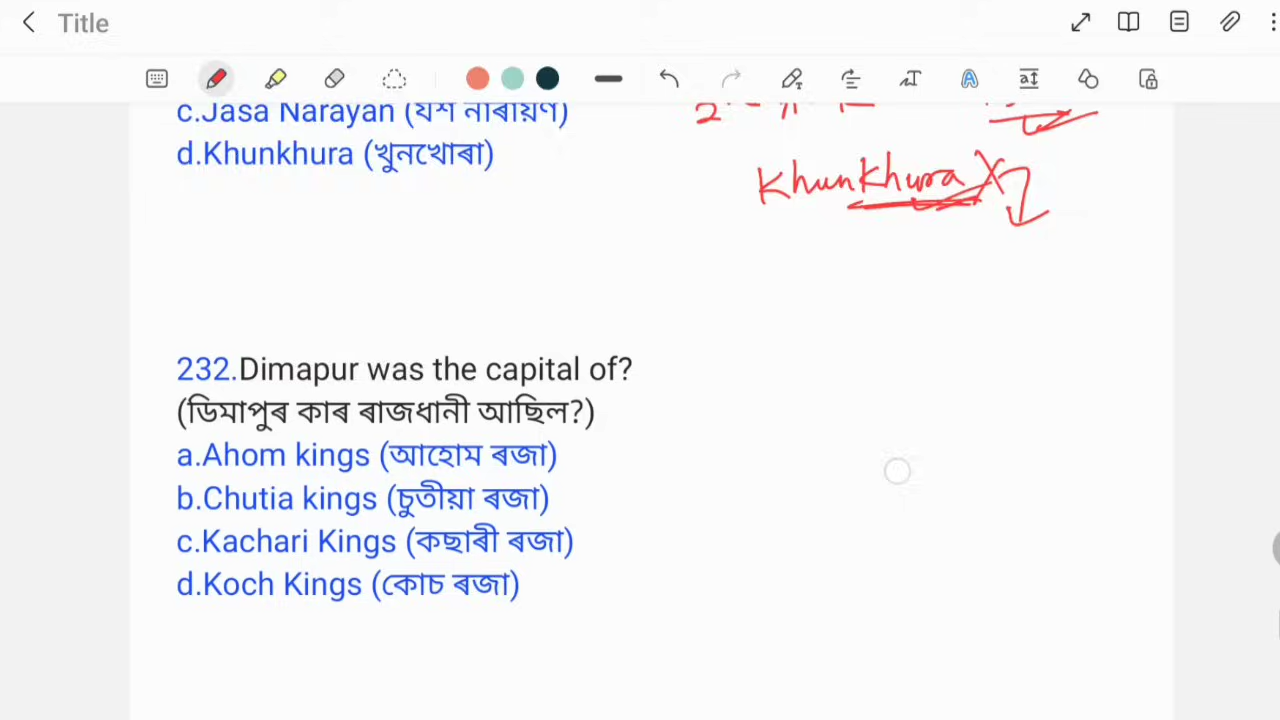 Title
c.Jasa Narayan (যশ নাৰায়ণ)
d.Khunkhura (খুনখোৰা)
Khunkhura
232.Dimapur was the capital of?
(ডিমাপুৰ কাৰ ৰাজধানী আছিল?)
a.Ahom kings (আহোম ৰজা)
b.Chutia kings (চুতীয়া ৰজা)
c.Kachari Kings (কছাৰী ৰজা)
d.Koch Kings (কোচ ৰজা)